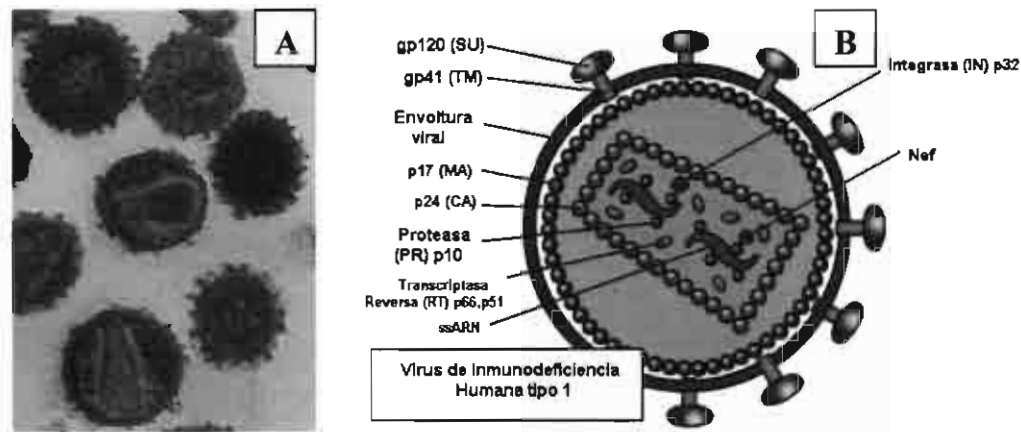 A
B
gp120 (SU)
gp41 (TM)
Envoltura
viral
p17 (MA)
p24 (CA)
Proteasa
(PR) p10
Transcriptasa
Reversa (RT) p66,p51
ssARN
Integrasa (IN) p32
Nef
Virus de Inmunodeficiencia
Humana tipo 1